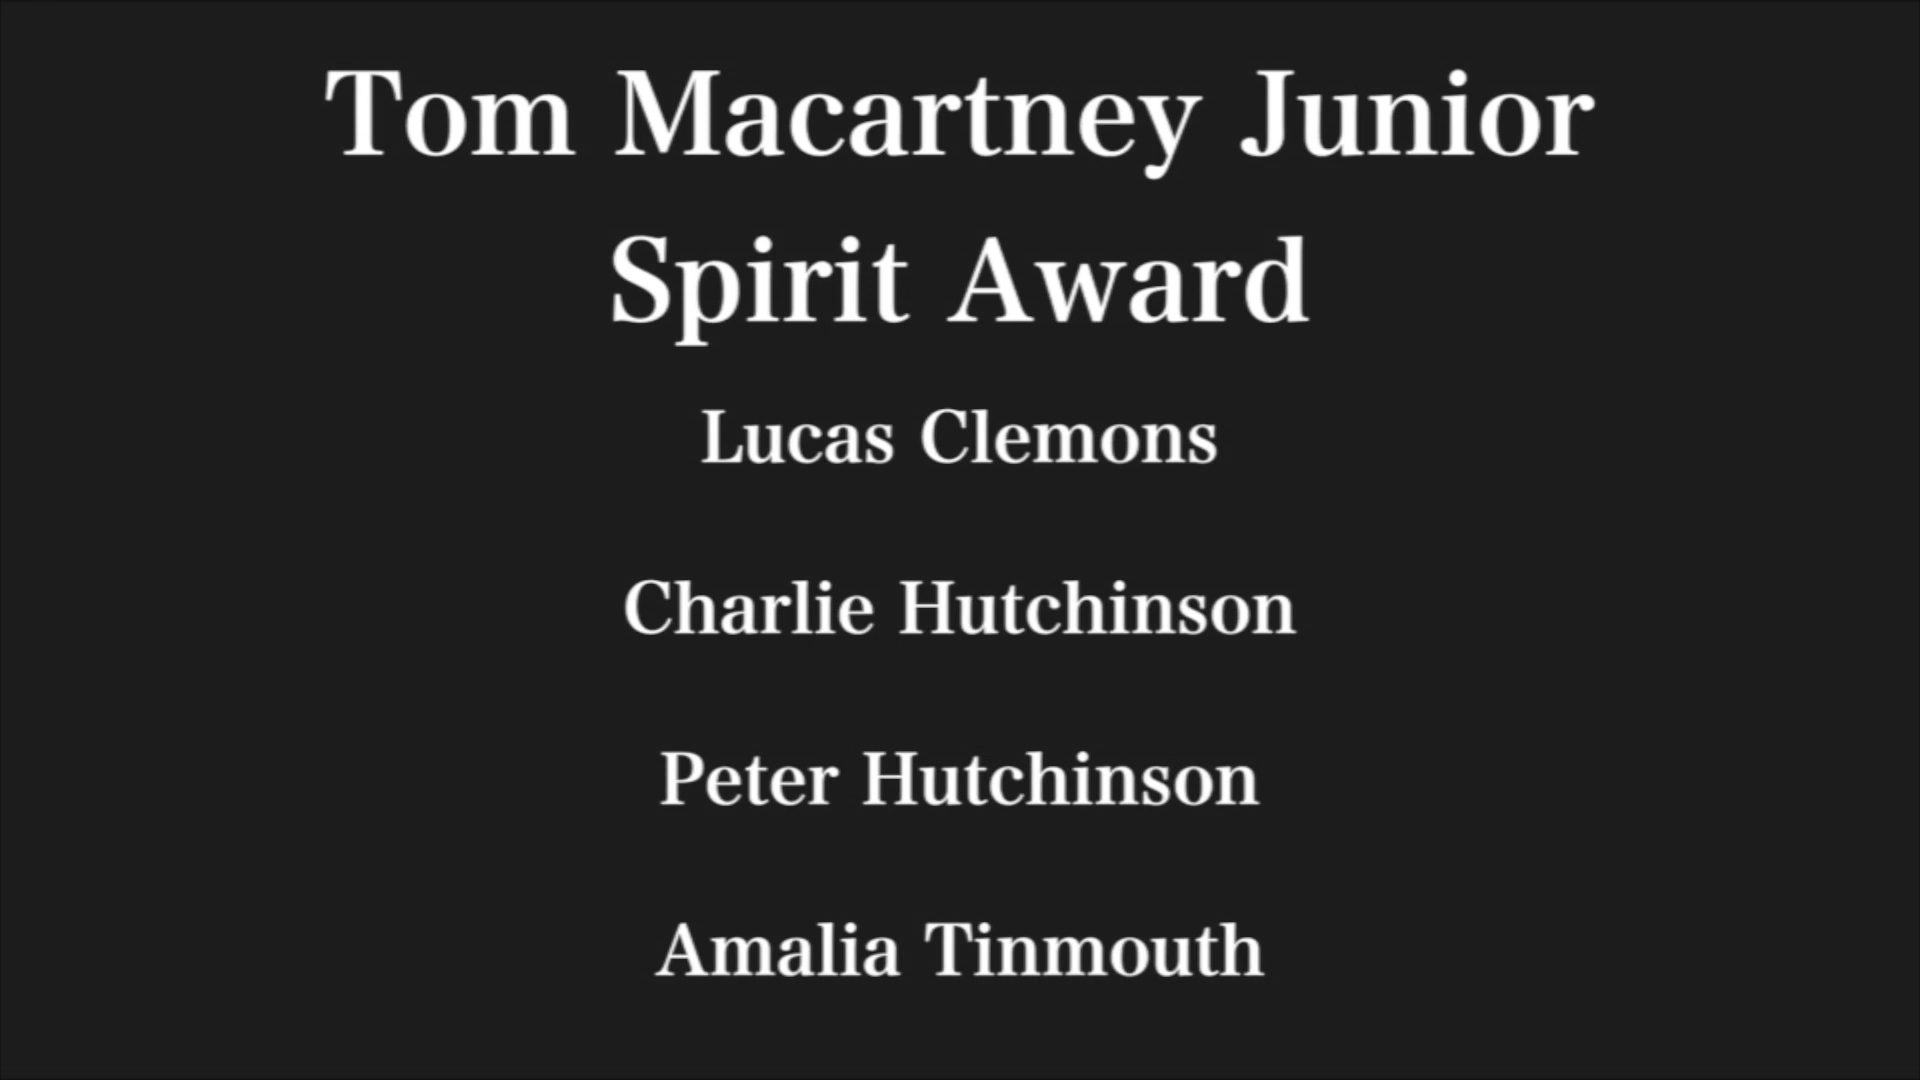 Tom Macartney Junior
Spirit Award
Lucas Clemons
Charlie Hutchinson
Peter Hutchinson
Amalia Tinmouth